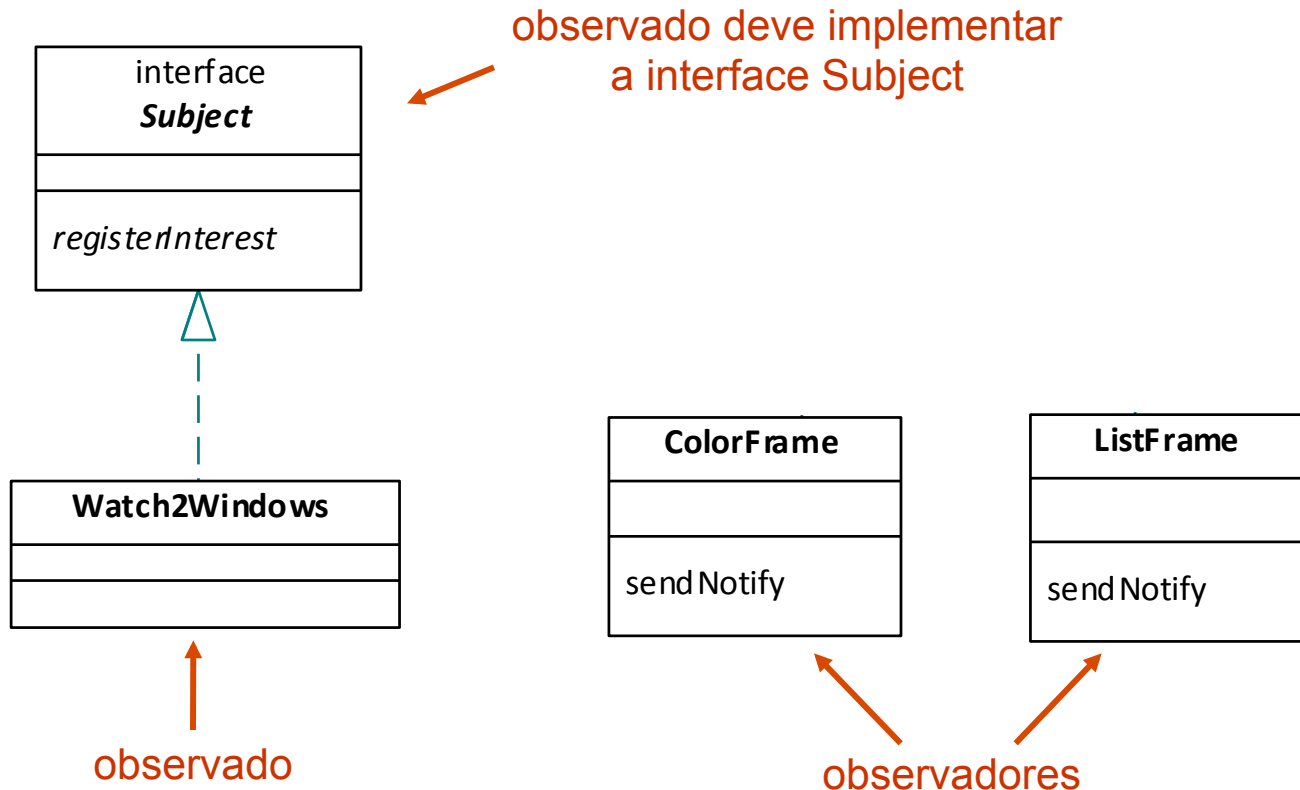 observado deve implementar
a interface Subject
interface
Subject
registerInterest
Watch2Windows
ColorFrame
sendNotify
ListFrame
sendNotify
observado
observadores